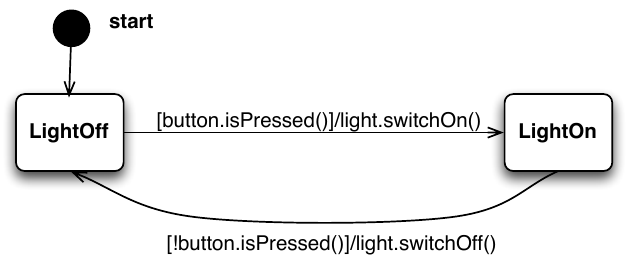 start
LightOff
[button.isPressed()]/light.switchOn()
LightOn
[!button.isPressed()]/light.switchOff()